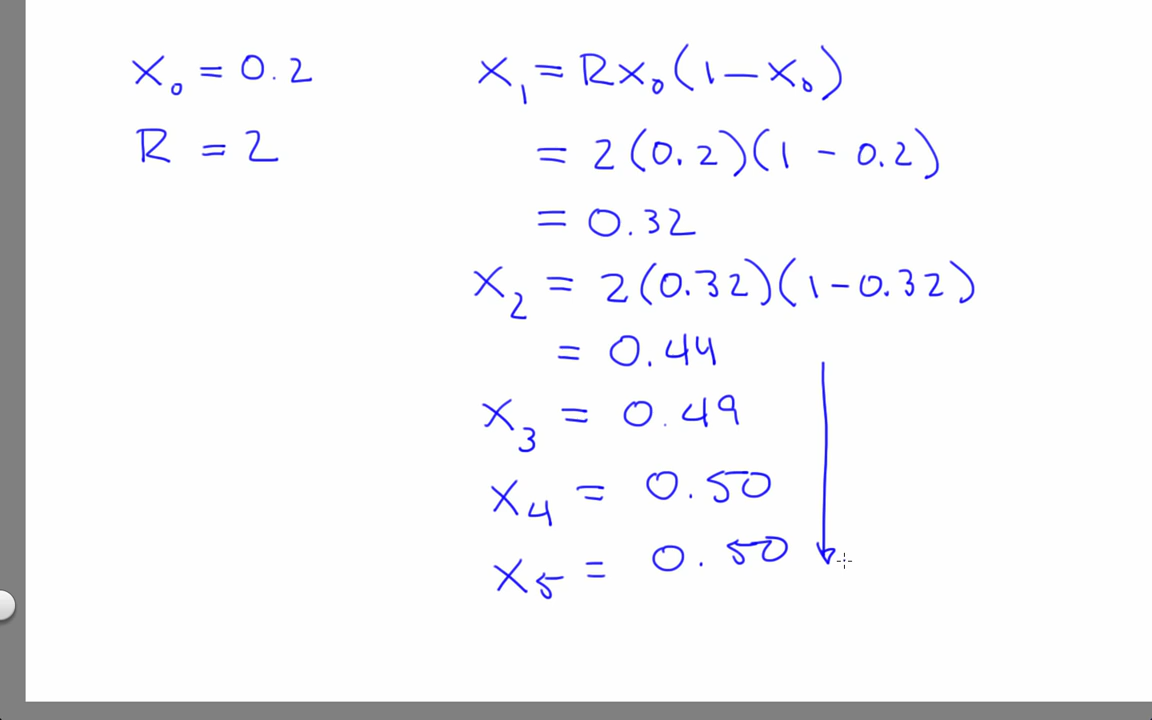 x₀ = 0.2
R = 2
x₁ = Rx₀(1-x₀)
= 2(0.2)(1 - 0.2)
= 0.32
x₂ = 2(0.32)(1-0.32)
= 0.44
x₃ = 0.49
x₄ = 0.50
x₅ = 0.50